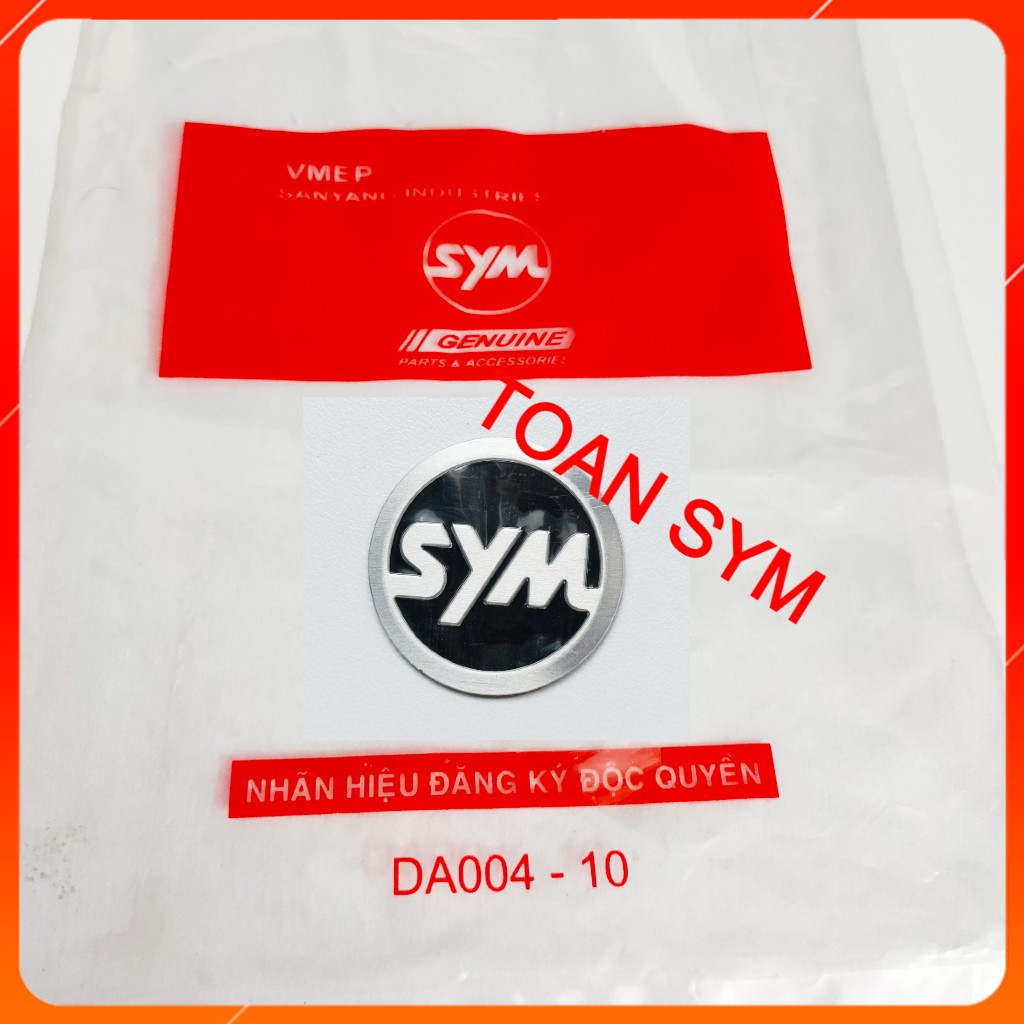 VMEP
SANYANG INDUSTRIES
SYM
GENUINE
PARTS & ACCESSORIES
TOAN SYM
SYM
NHÃN HIỆU ĐĂNG KÝ ĐỘC QUYỀN
DA004 - 10